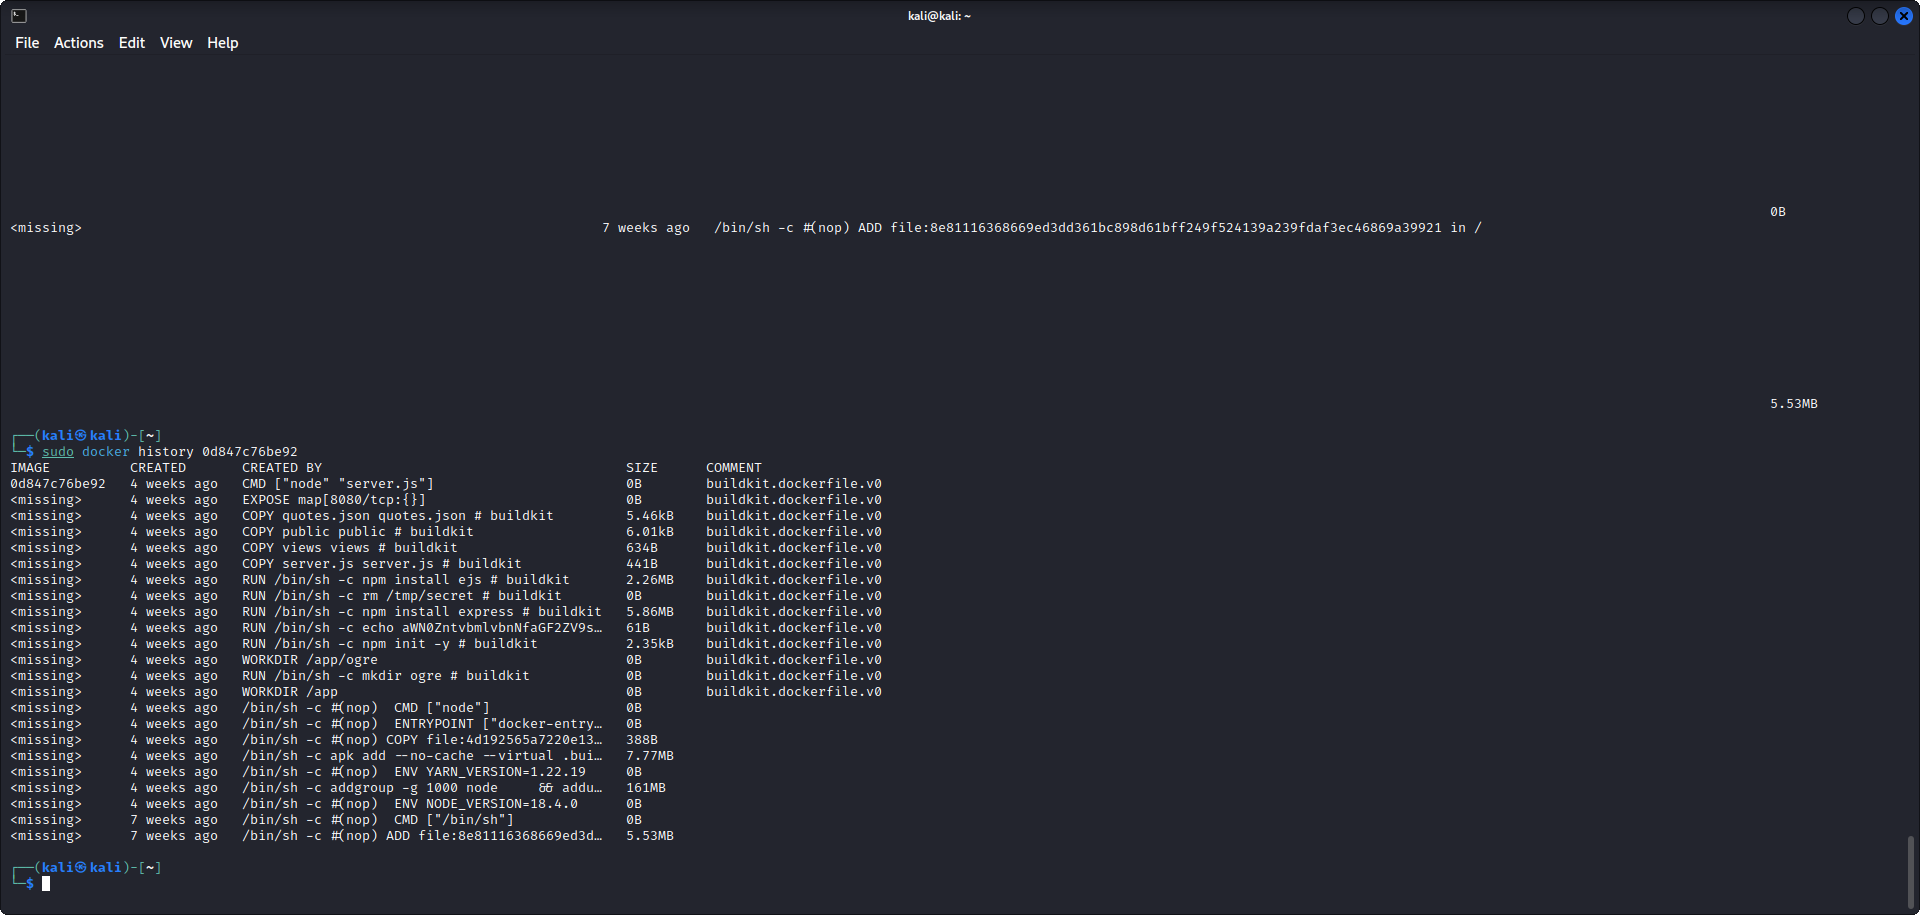 kali@kali: ~
File Actions Edit View Help
0B
<missing> 7 weeks ago /bin/sh -c #(nop) ADD file:8e81116368669ed3dd361bc898d61bff249f524139a239fdaf3ec46869a39921 in /
5.53MB
┌──(kali㉿kali)-[~]
└─$ sudo docker history 0d847c76be92
IMAGE CREATED CREATED BY SIZE COMMENT
0d847c76be92 4 weeks ago CMD ["node" "server.js"] 0B buildkit.dockerfile.v0
<missing> 4 weeks ago EXPOSE map[8080/tcp:{}] 0B buildkit.dockerfile.v0
<missing> 4 weeks ago COPY quotes.json quotes.json # buildkit 5.46kB buildkit.dockerfile.v0
<missing> 4 weeks ago COPY public public # buildkit 6.01kB buildkit.dockerfile.v0
<missing> 4 weeks ago COPY views views # buildkit 634B buildkit.dockerfile.v0
<missing> 4 weeks ago COPY server.js server.js # buildkit 441B buildkit.dockerfile.v0
<missing> 4 weeks ago RUN /bin/sh -c npm install ejs # buildkit 2.26MB buildkit.dockerfile.v0
<missing> 4 weeks ago RUN /bin/sh -c rm /tmp/secret # buildkit 0B buildkit.dockerfile.v0
<missing> 4 weeks ago RUN /bin/sh -c npm install express # buildkit 5.86MB buildkit.dockerfile.v0
<missing> 4 weeks ago RUN /bin/sh -c echo aWN0ZntvbmlvbnNfaGF2ZV9s… 61B buildkit.dockerfile.v0
<missing> 4 weeks ago RUN /bin/sh -c npm init -y # buildkit 2.35kB buildkit.dockerfile.v0
<missing> 4 weeks ago WORKDIR /app/ogre 0B buildkit.dockerfile.v0
<missing> 4 weeks ago RUN /bin/sh -c mkdir ogre # buildkit 0B buildkit.dockerfile.v0
<missing> 4 weeks ago WORKDIR /app 0B buildkit.dockerfile.v0
<missing> 4 weeks ago /bin/sh -c #(nop) CMD ["node"] 0B
<missing> 4 weeks ago /bin/sh -c #(nop) ENTRYPOINT ["docker-entry… 0B
<missing> 4 weeks ago /bin/sh -c #(nop) COPY file:4d192565a7220e13… 388B
<missing> 4 weeks ago /bin/sh -c apk add --no-cache --virtual .bui… 7.77MB
<missing> 4 weeks ago /bin/sh -c #(nop) ENV YARN_VERSION=1.22.19 0B
<missing> 4 weeks ago /bin/sh -c addgroup -g 1000 node && addu… 161MB
<missing> 4 weeks ago /bin/sh -c #(nop) ENV NODE_VERSION=18.4.0 0B
<missing> 7 weeks ago /bin/sh -c #(nop) CMD ["/bin/sh"] 0B
<missing> 7 weeks ago /bin/sh -c #(nop) ADD file:8e81116368669ed3d… 5.53MB
┌──(kali㉿kali)-[~]
└─$